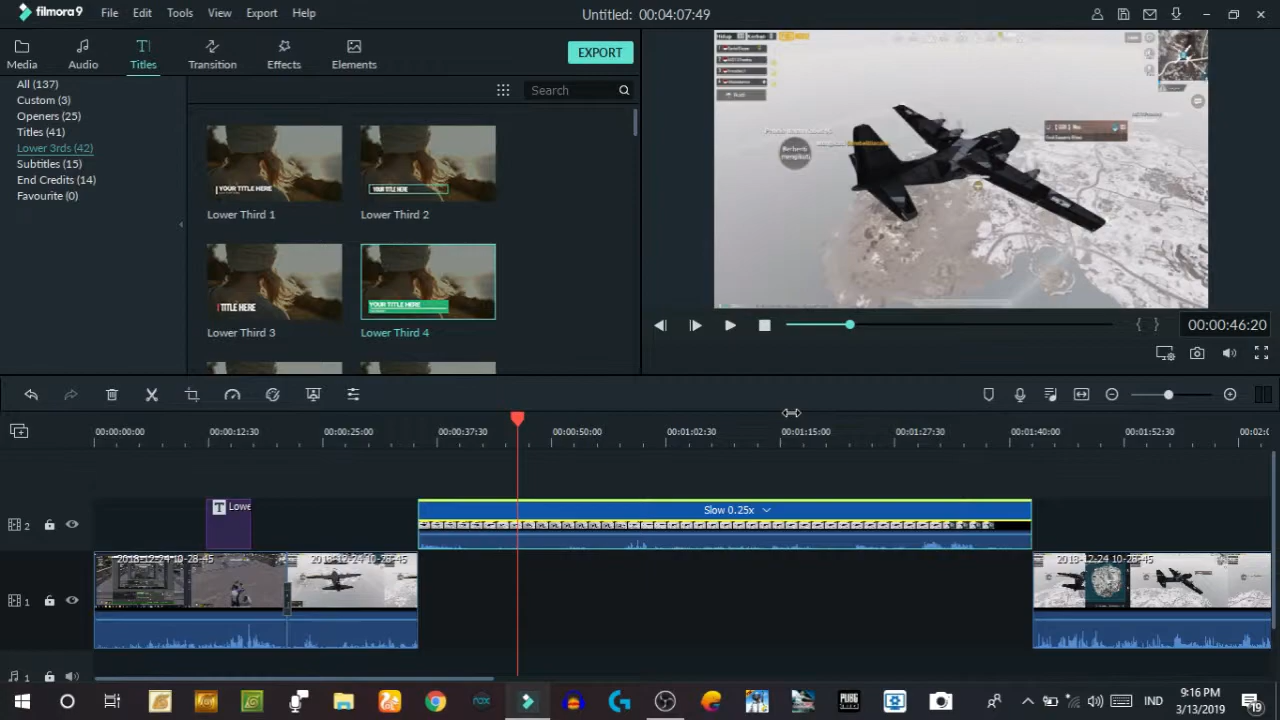 filmora9 File Edit View Tools Export Help Untitled: 00:04:07:49
Media Audio Titles Transition Effects Elements EXPORT
Search
Custom (3)
Openers (25)
Titles (41)
Lower 3rds (42)
Subtitles (15)
End Credits (14)
Favourite (0)
YOUR TITLE HERE YOUR TITLE HERE
Lower Third 1 Lower Third 2
TITLE HERE YOUR TITLE HERE
Lower Third 3 Lower Third 4
00:00:46:20
00:00:00:00 00:00:12:30 00:00:25:00 00:00:37:30 00:00:50:00 00:01:02:30 00:01:15:00 00:01:27:30 00:01:40:00 00:01:52:30 00:02:0
2 T Lowe Slow 0.25x
1 2018-12-24 10-28-45 2018-12-24 10-28-45 2018-12-24 10-28-45
1
nox PUBG IND 9:16 PM
3/13/2019 19